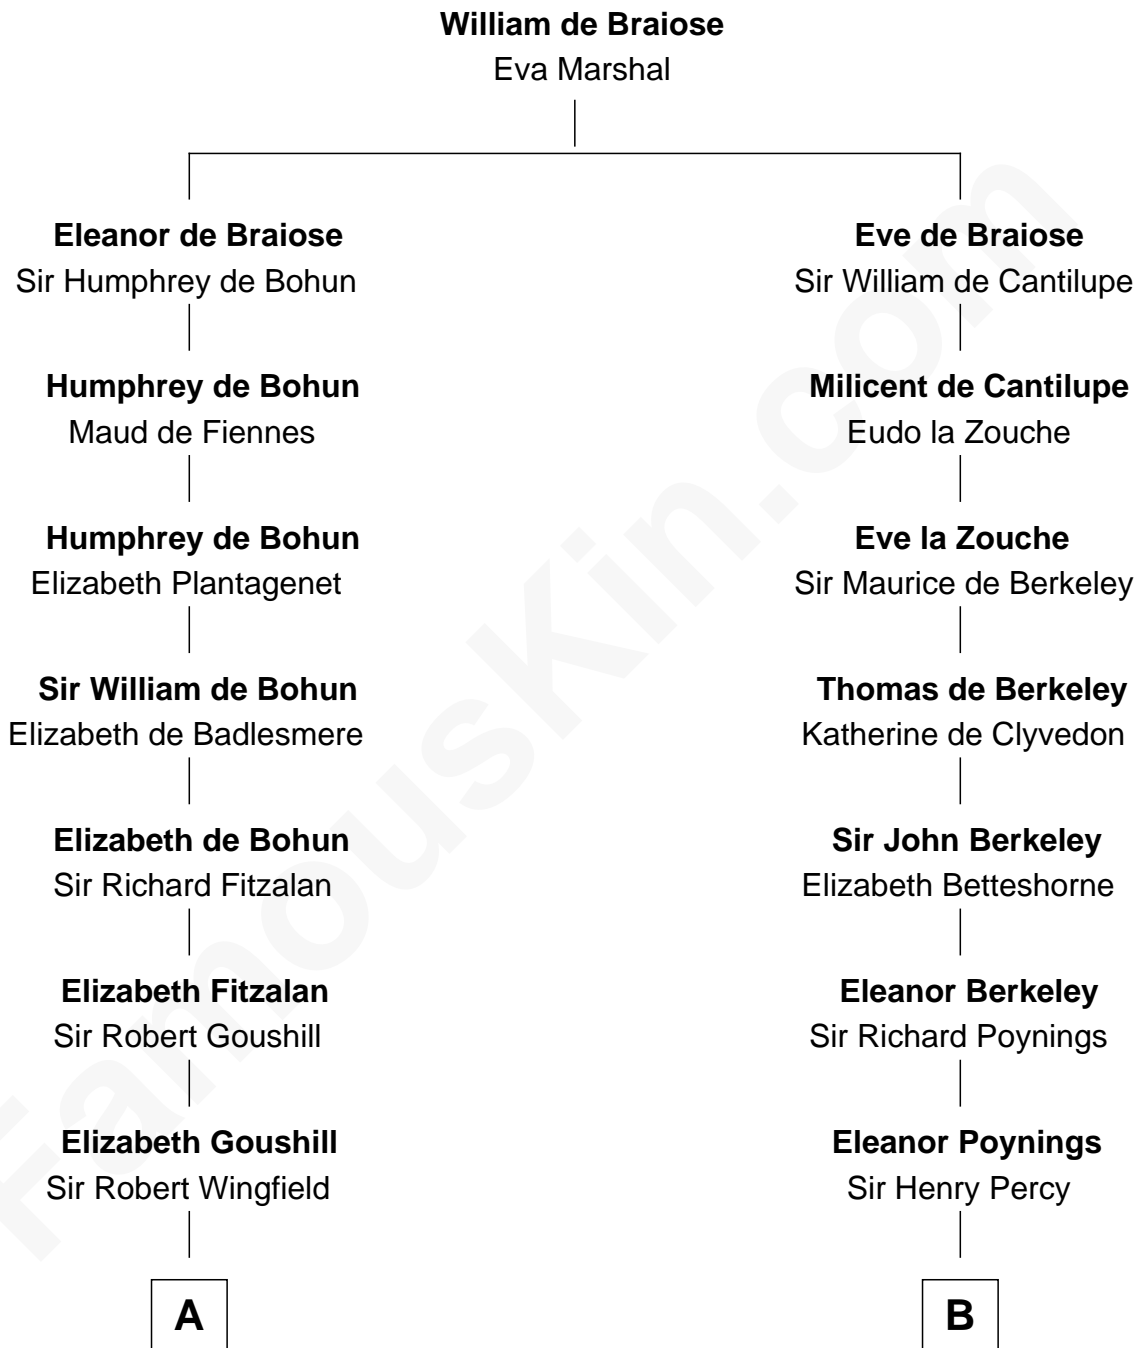 William de Braiose
Eva Marshal
Eleanor de Braiose
Sir Humphrey de Bohun
Eve de Braiose
Sir William de Cantilupe
Humphrey de Bohun
Maud de Fiennes
Milicent de Cantilupe
Eudo la Zouche
Humphrey de Bohun
Elizabeth Plantagenet
Eve la Zouche
Sir Maurice de Berkeley
Sir William de Bohun
Elizabeth de Badlesmere
Thomas de Berkeley
Katherine de Clyvedon
Elizabeth de Bohun
Sir Richard Fitzalan
Sir John Berkeley
Elizabeth Betteshorne
Elizabeth Fitzalan
Sir Robert Goushill
Eleanor Berkeley
Sir Richard Poynings
Elizabeth Goushill
Sir Robert Wingfield
Eleanor Poynings
Sir Henry Percy
A
B
FamousKin.com